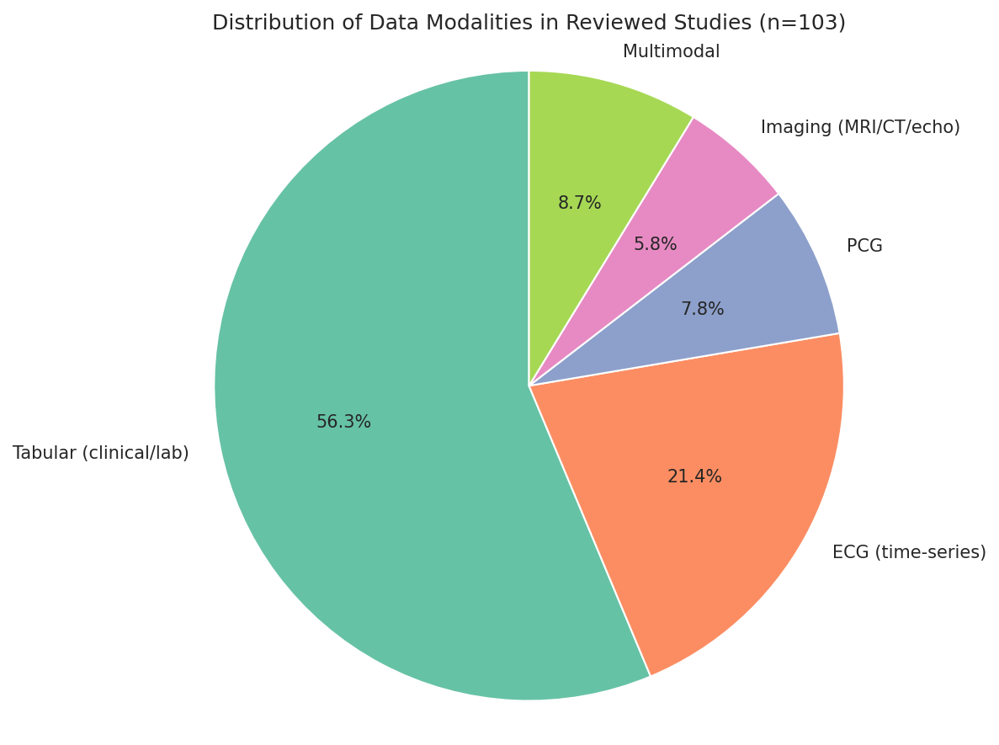 Distribution of Data Modalities in Reviewed Studies (n=103)
Multimodal
Imaging (MRI/CT/echo)
8.7%
5.8%
PCG
7.8%
56.3%
Tabular (clinical/lab)
21.4%
ECG (time-series)